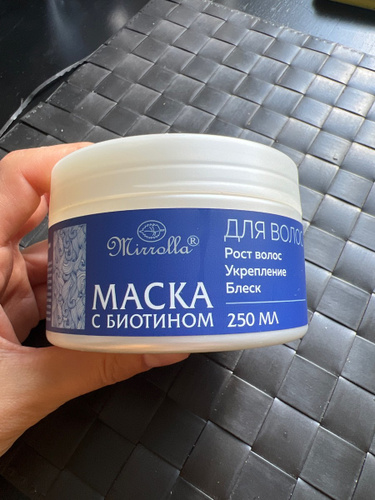 Mirrolla®
МАСКА
С БИОТИНОМ
ДЛЯ ВОЛОС
Рост волос
Укрепление
Блеск
250 МЛ